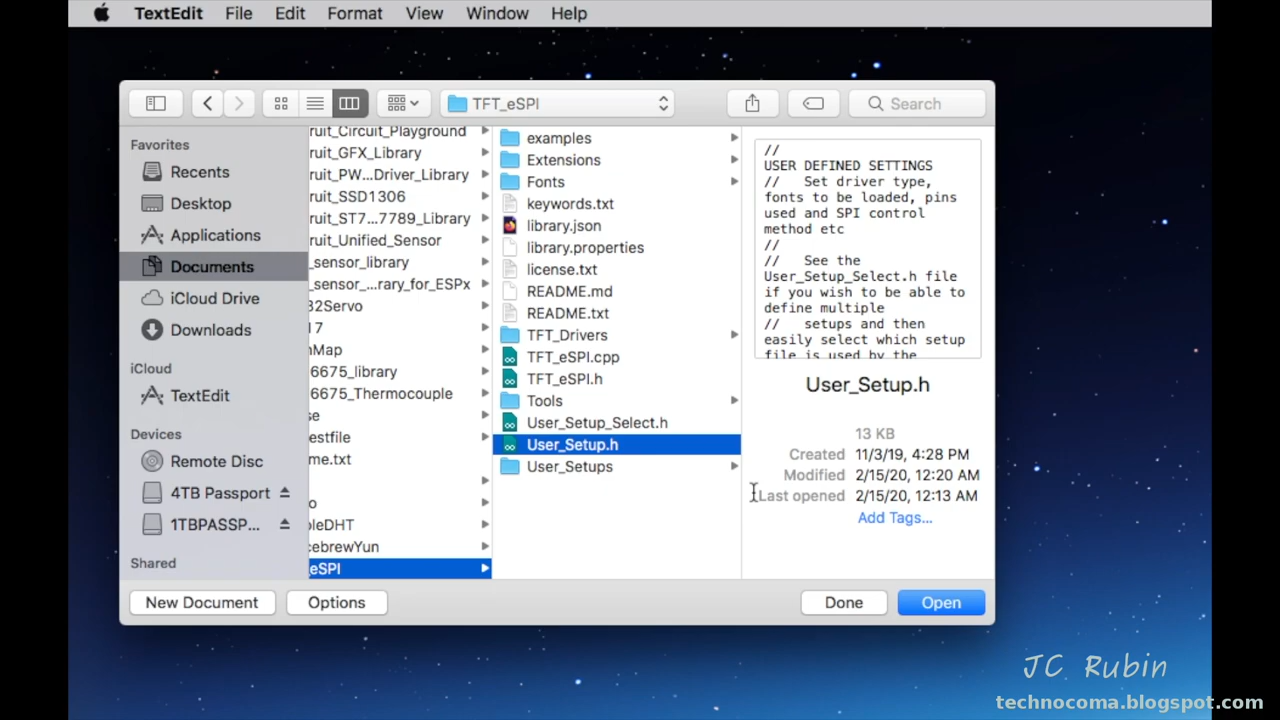 TextEdit File Edit Format View Window Help
TFT_eSPI
Search
Favorites
Recents
Desktop
Applications
Documents
iCloud Drive
Downloads
iCloud
TextEdit
Devices
Remote Disc
4TB Passport
1TBPASSP...
Shared
ruit_Circuit_Playground
ruit_GFX_Library
ruit_PW...Driver_Library
ruit_SSD1306
ruit_ST7...7789_Library
ruit_Unified_Sensor
_sensor_library
_sensor_...rary_for_ESPx
32Servo
17
nMap
6675_library
6675_Thermocouple
se
estfile
me.txt
o
oleDHT
cebrewYun
eSPI
examples
Extensions
Fonts
keywords.txt
library.json
library.properties
license.txt
README.md
README.txt
TFT_Drivers
TFT_eSPI.cpp
TFT_eSPI.h
Tools
User_Setup_Select.h
User_Setup.h
User_Setups
//
USER DEFINED SETTINGS
//   Set driver type,
fonts to be loaded, pins
used and SPI control
method etc
//
//   See the
User_Setup_Select.h file
if you wish to be able to
define multiple
//   setups and then
easily select which setup
file is used by the
User_Setup.h
13 KB
Created 11/3/19, 4:28 PM
Modified 2/15/20, 12:20 AM
Last opened 2/15/20, 12:13 AM
Add Tags...
New Document
Options
Done
Open
JC Rubin
technocoma.blogspot.com